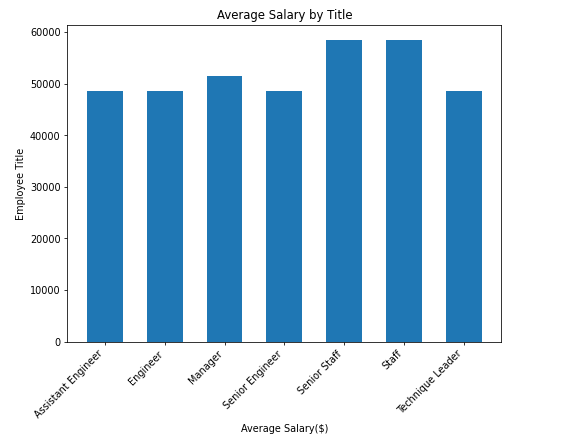 Average Salary by Title
Employee Title
60000
50000
40000
30000
20000
10000
0
Assistant Engineer
Engineer
Manager
Senior Engineer
Senior Staff
Staff
Technique Leader
Average Salary($)